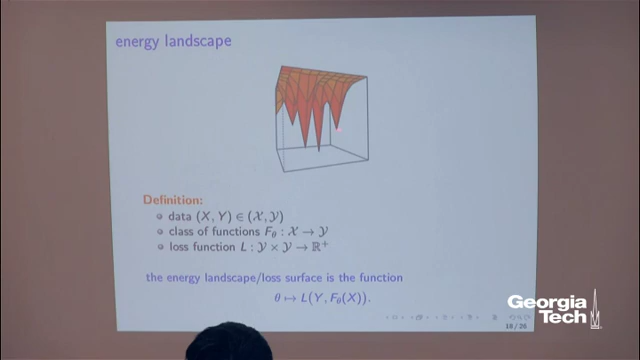 energy landscape
Definition:
data (X, Y) ∈ (𝒳, 𝒴)
class of functions F_θ : 𝒳 → 𝒴
loss function L : 𝒴 × 𝒴 → ℝ⁺
the energy landscape/loss surface is the function
θ ↦ L(Y, F_θ(X)).
Georgia
Tech
18 / 26